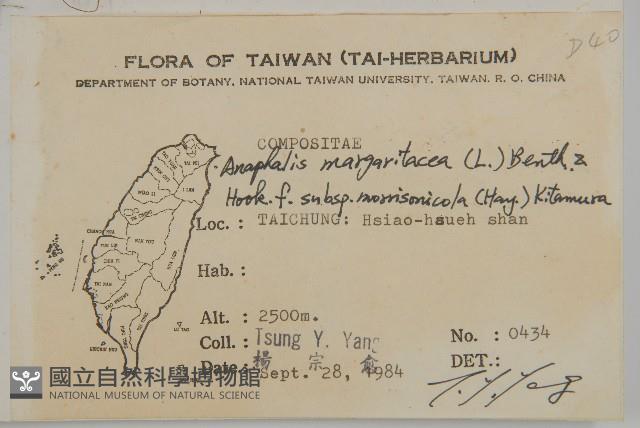 D40
FLORA OF TAIWAN (TAI-HERBARIUM)
DEPARTMENT OF BOTANY, NATIONAL TAIWAN UNIVERSITY, TAIWAN, R. O. CHINA
COMPOSITAE
Anaphalis margaritacea (L.) Benth. &
Hook. f. subsp. morrisonicola (Hay.) Kitamura
Loc. : TAICHUNG: Hsiao-hsueh shan
Hab. :
Alt. : 2500m.
Coll. : Tsung Y. Yang No. : 0434
楊 宗 愈 DET.:
Date : Sept. 28, 1984 T. Y. Yang
國立自然科學博物館
NATIONAL MUSEUM OF NATURAL SCIENCE